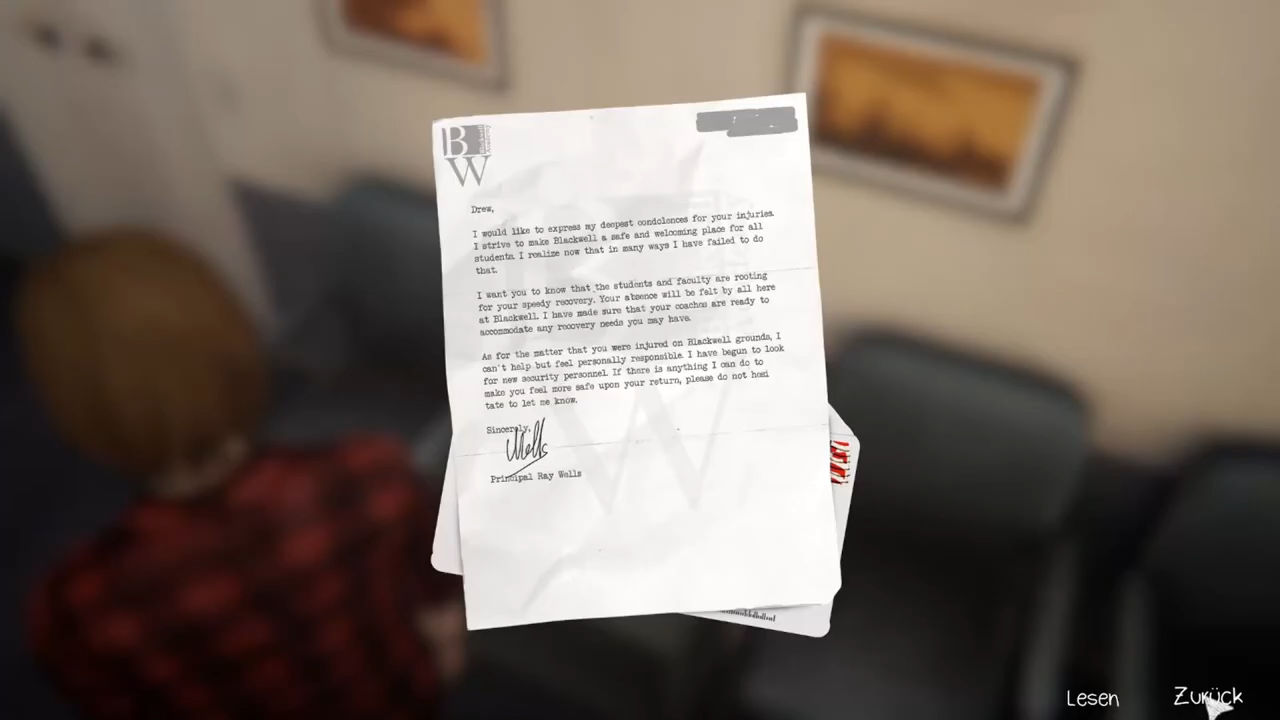 B
W
Drew,
I would like to express my deepest condolences for your injuries.
I strive to make Blackwell a safe and welcoming place for all
students. I realize now that in many ways I have failed to do
that.
I want you to know that the students and faculty are rooting
for your speedy recovery. Your absence will be felt by all here
at Blackwell. I have made sure that your coaches are ready to
accommodate any recovery needs you may have.
As for the matter that you were injured on Blackwell grounds, I
can't help but feel personally responsible. I have begun to look
for new security personnel. If there is anything I can do to
make you feel more safe upon your return, please do not hesi
tate to let me know.
Sincerely,
Wells
Principal Ray Wells
W
Lesen
Zurück